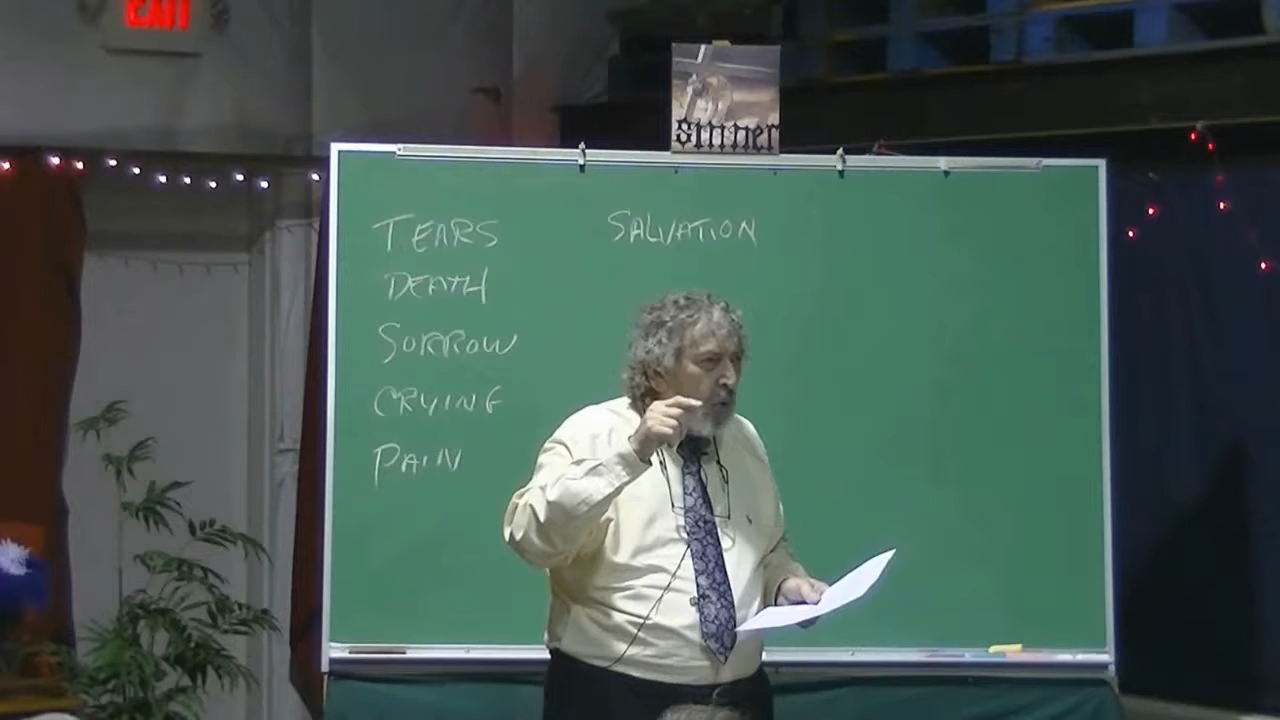 EXIT
sinner
TEARS SALVATION
DEATH
SORROW
CRYING
PAIN